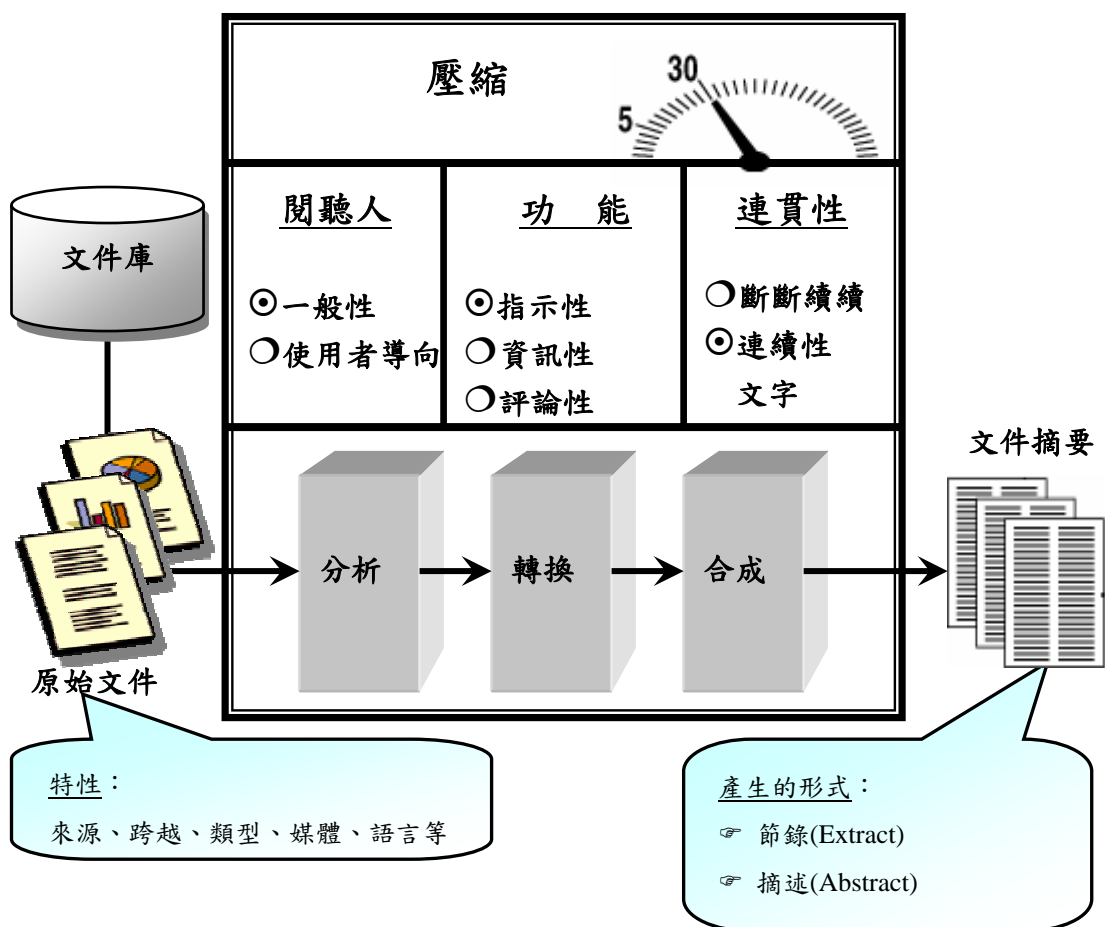 壓縮
30
5
閱聽人
功 能
連貫性
文件庫
一般性
使用者導向
指示性
資訊性
評論性
斷斷續續
連續性
文字
文件摘要
分析
轉換
合成
原始文件
特性：
來源、跨越、類型、媒體、語言等
產生的形式：
☞ 節錄(Extract)
☞ 摘述(Abstract)